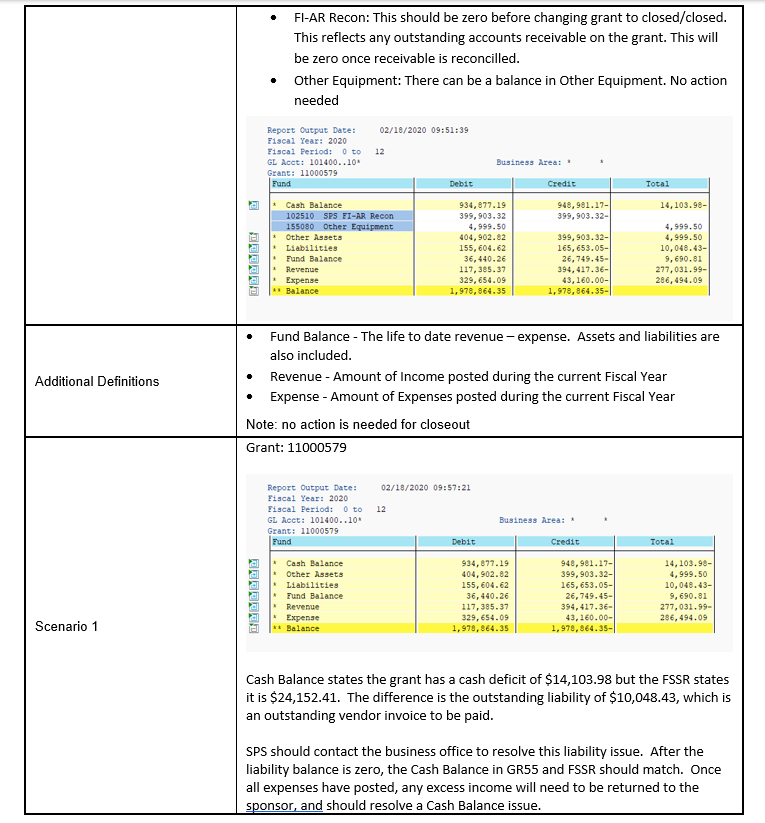 • FI-AR Recon: This should be zero before changing grant to closed/closed.
This reflects any outstanding accounts receivable on the grant. This will
be zero once receivable is reconcilled.
• Other Equipment: There can be a balance in Other Equipment. No action
needed
Report Output Date: 02/18/2020 09:51:39
Fiscal Year: 2020
Fiscal Period: 0 to 12
GL Acct: 101400..10* Business Area: * *
Grant: 11000579
Fund Debit Credit Total
* Cash Balance 934,877.19 948,981.17- 14,103.98-
102510 SPS FI-AR Recon 399,903.32 399,903.32-
155080 Other Equipment 4,999.50 4,999.50
* Other Assets 404,902.82 399,903.32- 4,999.50
* Liabilities 155,604.62 165,653.05- 10,048.43-
* Fund Balance 36,440.26 26,749.45- 9,690.81
* Revenue 117,385.37 394,417.36- 277,031.99-
* Expense 329,654.09 43,160.00- 286,494.09
** Balance 1,978,864.35 1,978,864.35-
Additional Definitions
• Fund Balance - The life to date revenue – expense. Assets and liabilities are
also included.
• Revenue - Amount of Income posted during the current Fiscal Year
• Expense - Amount of Expenses posted during the current Fiscal Year
Note: no action is needed for closeout
Scenario 1
Grant: 11000579
Report Output Date: 02/18/2020 09:57:21
Fiscal Year: 2020
Fiscal Period: 0 to 12
GL Acct: 101400..10* Business Area: * *
Grant: 11000579
Fund Debit Credit Total
* Cash Balance 934,877.19 948,981.17- 14,103.98-
* Other Assets 404,902.82 399,903.32- 4,999.50
* Liabilities 155,604.62 165,653.05- 10,048.43-
* Fund Balance 36,440.26 26,749.45- 9,690.81
* Revenue 117,385.37 394,417.36- 277,031.99-
* Expense 329,654.09 43,160.00- 286,494.09
** Balance 1,978,864.35 1,978,864.35-
Cash Balance states the grant has a cash deficit of $14,103.98 but the FSSR states
it is $24,152.41. The difference is the outstanding liability of $10,048.43, which is
an outstanding vendor invoice to be paid.
SPS should contact the business office to resolve this liability issue. After the
liability balance is zero, the Cash Balance in GR55 and FSSR should match. Once
all expenses have posted, any excess income will need to be returned to the
sponsor, and should resolve a Cash Balance issue.